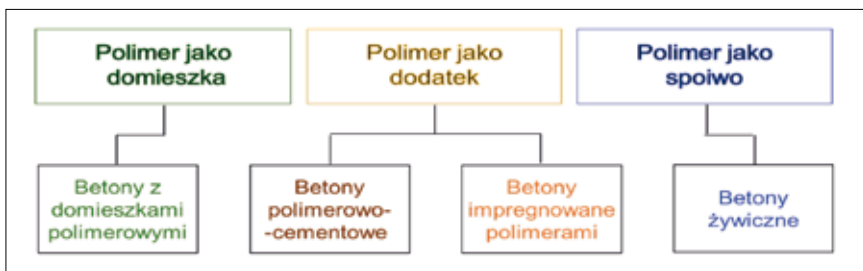 Polimer jako
domieszka
Polimer jako
dodatek
Polimer jako
spoiwo
Betony z
domieszkami
polimerowymi
Betony
polimerowo-
-cementowe
Betony
impregnowane
polimerami
Betony
żywiczne